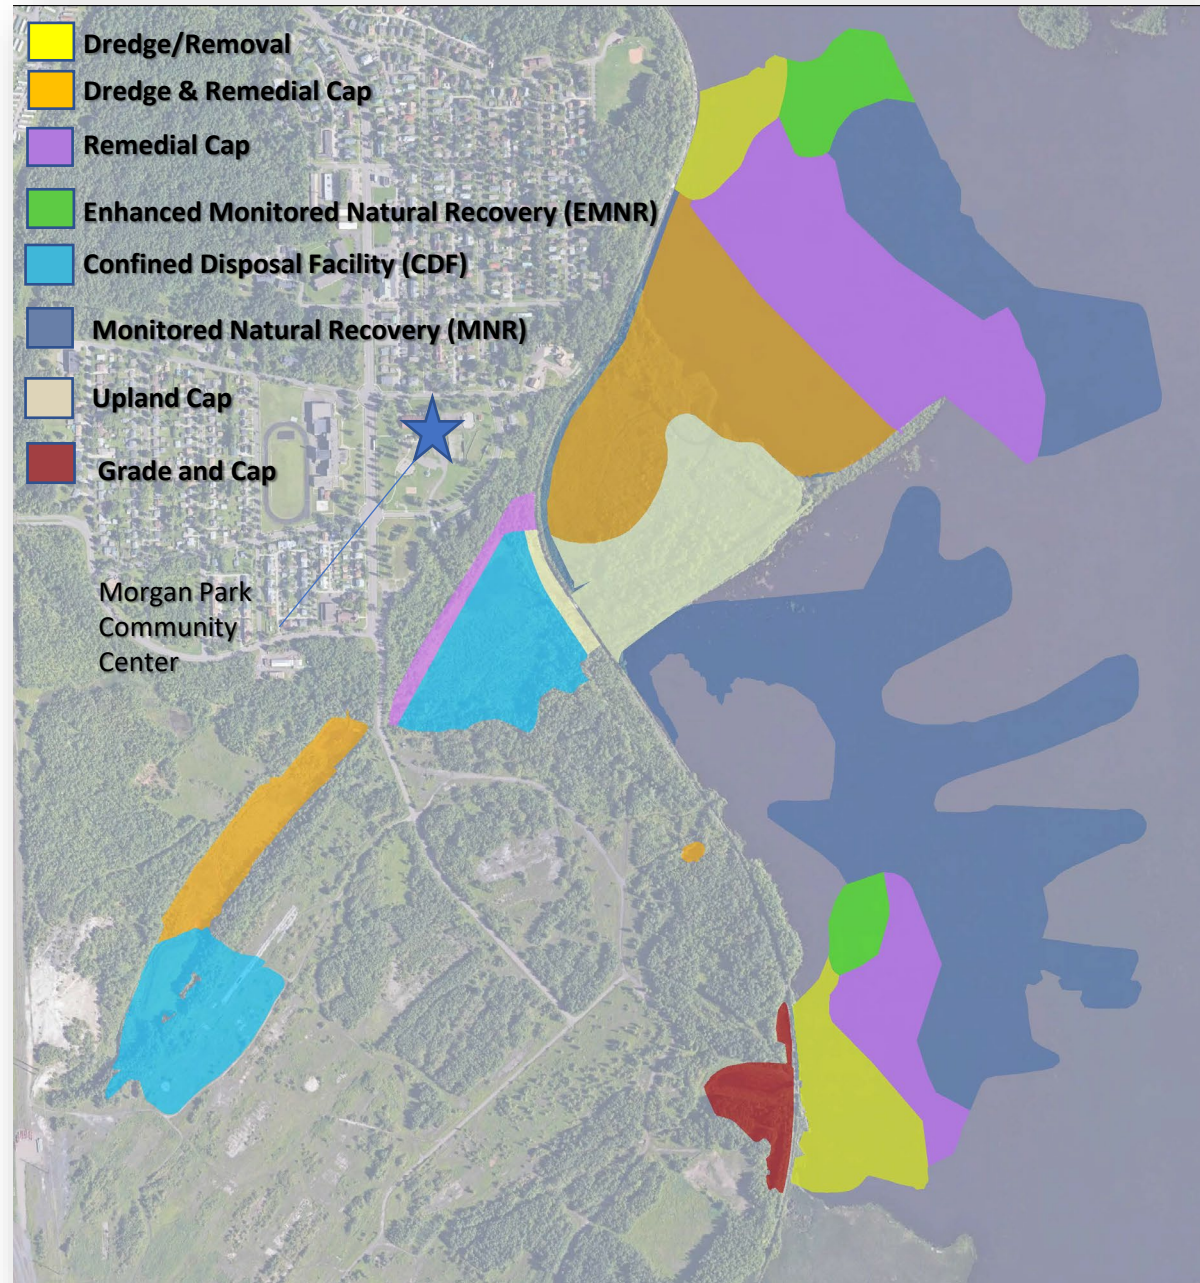 Dredge/Removal
Dredge & Remedial Cap
Remedial Cap
Enhanced Monitored Natural Recovery (EMNR)
Confined Disposal Facility (CDF)
Monitored Natural Recovery (MNR)
Upland Cap
Grade and Cap
Morgan Park
Community
Center